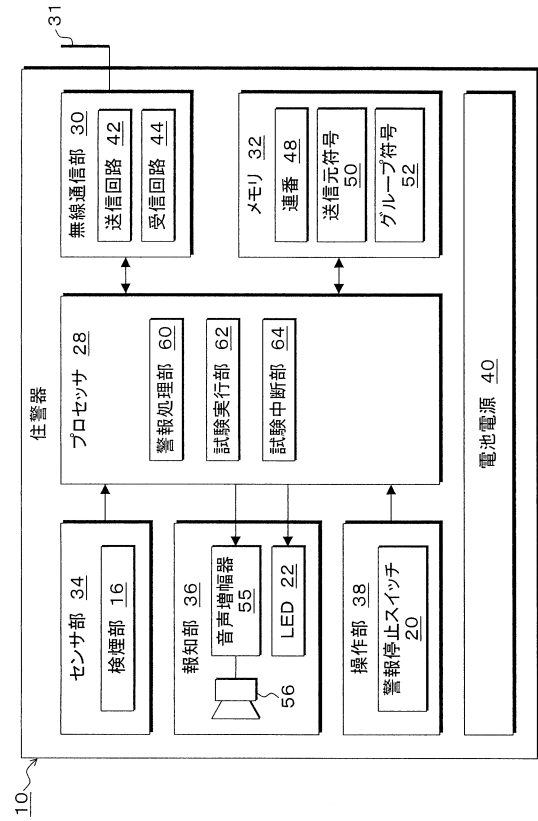 10
住警器
31
センサ部 34
検煙部 16
報知部 36
音声増幅器
55
56
LED 22
操作部 38
警報停止スイッチ
20
プロセッサ 28
警報処理部 60
試験実行部 62
試験中断部 64
無線通信部 30
送信回路 42
受信回路 44
メモリ 32
連番 48
送信元符号
50
グループ符号
52
電池電源 40